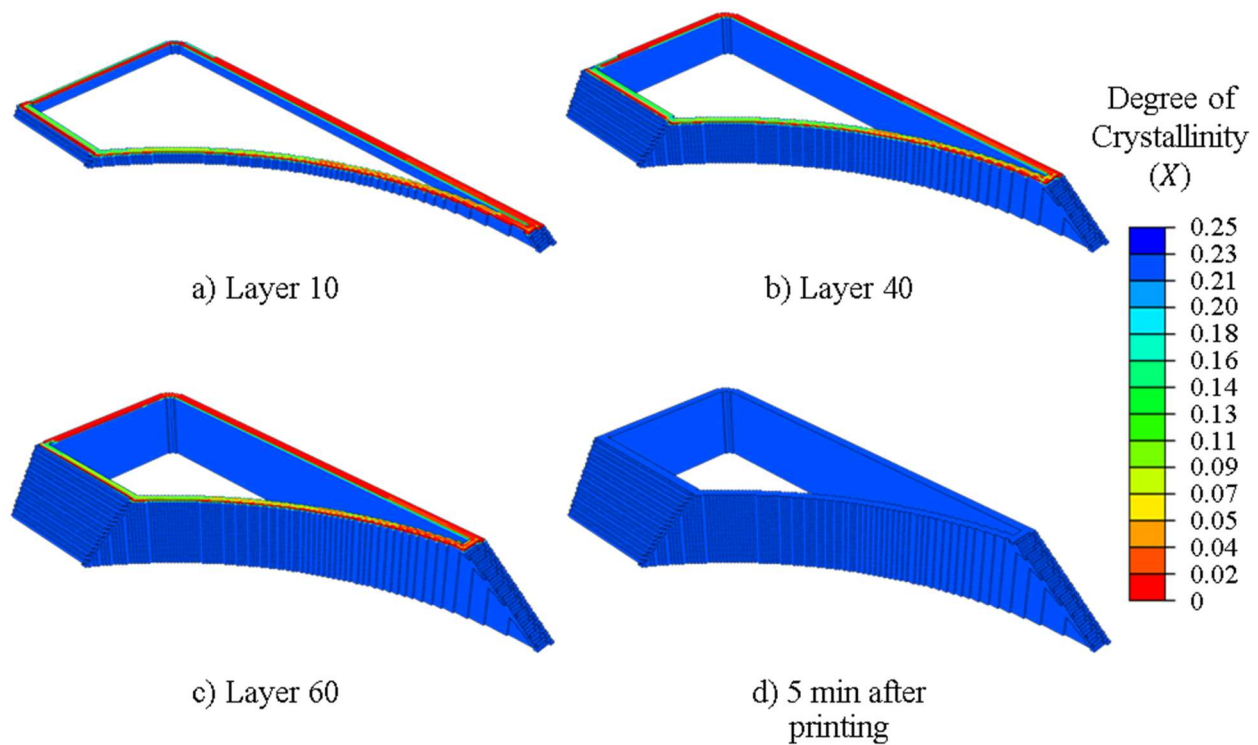 Degree of
Crystallinity
(X)
0.25
0.23
0.21
0.20
0.18
0.16
0.14
0.13
0.11
0.09
0.07
0.05
0.04
0.02
0
a) Layer 10
b) Layer 40
c) Layer 60
d) 5 min after
printing